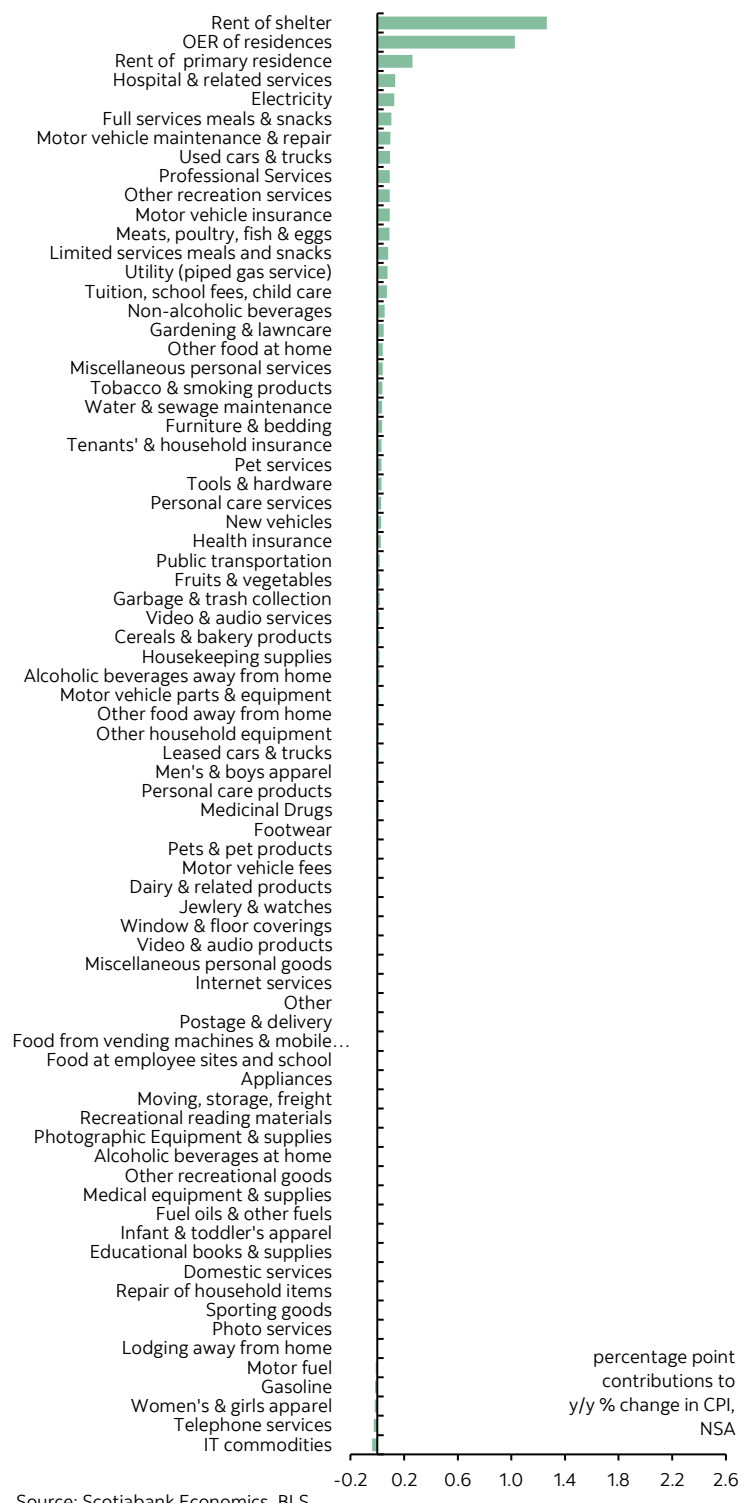 Rent of shelter
OER of residences
Rent of  primary residence
Hospital & related services
Electricity
Full services meals & snacks
Motor vehicle maintenance & repair
Used cars & trucks
Professional Services
Other recreation services
Motor vehicle insurance
Meats, poultry, fish & eggs
Limited services meals and snacks
Utility (piped gas service)
Tuition, school fees, child care
Non-alcoholic beverages
Gardening & lawncare
Other food at home
Miscellaneous personal services
Tobacco & smoking products
Water & sewage maintenance
Furniture & bedding
Tenants' & household insurance
Pet services
Tools & hardware
Personal care services
New vehicles
Health insurance
Public transportation
Fruits & vegetables
Garbage & trash collection
Video & audio services
Cereals & bakery products
Housekeeping supplies
Alcoholic beverages away from home
Motor vehicle parts & equipment
Other food away from home
Other household equipment
Leased cars & trucks
Men's & boys apparel
Personal care products
Medicinal Drugs
Footwear
Pets & pet products
Motor vehicle fees
Dairy & related products
Jewlery & watches
Window & floor coverings
Video & audio products
Miscellaneous personal goods
Internet services
Other
Postage & delivery
Food from vending machines & mobile…
Food at employee sites and school
Appliances
Moving, storage, freight
Recreational reading materials
Photographic Equipment & supplies
Alcoholic beverages at home
Other recreational goods
Medical equipment & supplies
Fuel oils & other fuels
Infant & toddler's apparel
Educational books & supplies
Domestic services
Repair of household items
Sporting goods
Photo services
Lodging away from home
Motor fuel
Gasoline
Women's & girls apparel
Telephone services
IT commodities
percentage point
contributions to
y/y % change in CPI,
NSA
-0.2 0.2 0.6 1.0 1.4 1.8 2.2 2.6
Source: Scotiabank Economics, BLS